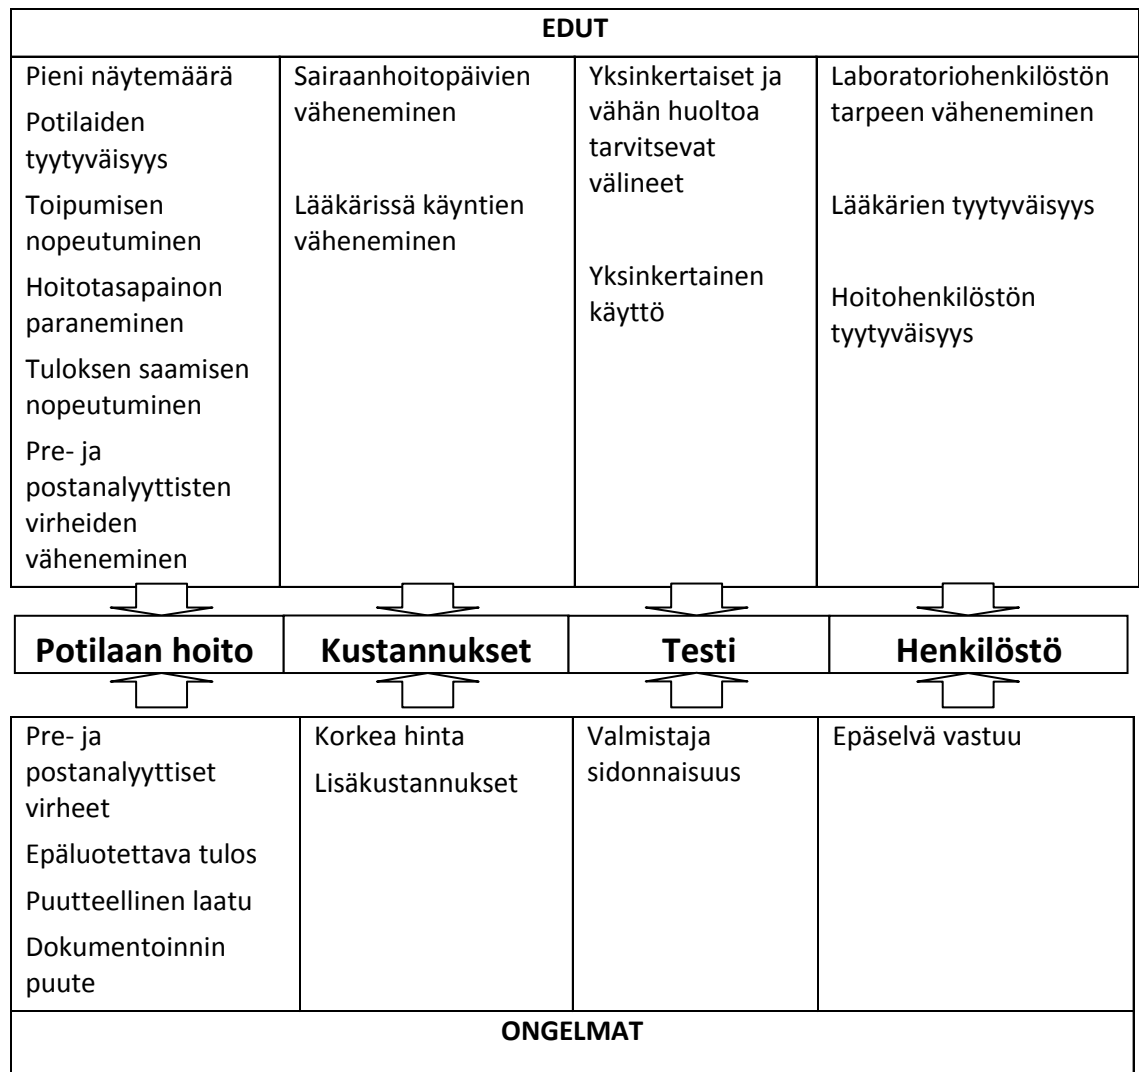 EDUT
Pieni näytemäärä
Potilaiden
tyytyväisyys
Toipumisen
nopeutuminen
Hoitotasapainon
paraneminen
Tuloksen saamisen
nopeutuminen
Pre- ja
postanalyyttisten
virheiden
väheneminen
Sairaanhoitopäivien
väheneminen
Lääkärissä käyntien
väheneminen
Yksinkertaiset ja
vähän huoltoa
tarvitsevat
välineet
Yksinkertainen
käyttö
Laboratoriohenkilöstön
tarpeen väheneminen
Lääkärien tyytyväisyys
Hoitohenkilöstön
tyytyväisyys
Potilaan hoito
Kustannukset
Testi
Henkilöstö
Pre- ja
postanalyyttiset
virheet
Epäluotettava tulos
Puutteellinen laatu
Dokumentoinnin
puute
Korkea hinta
Lisäkustannukset
Valmistaja
sidonnaisuus
Epäselvä vastuu
ONGELMAT